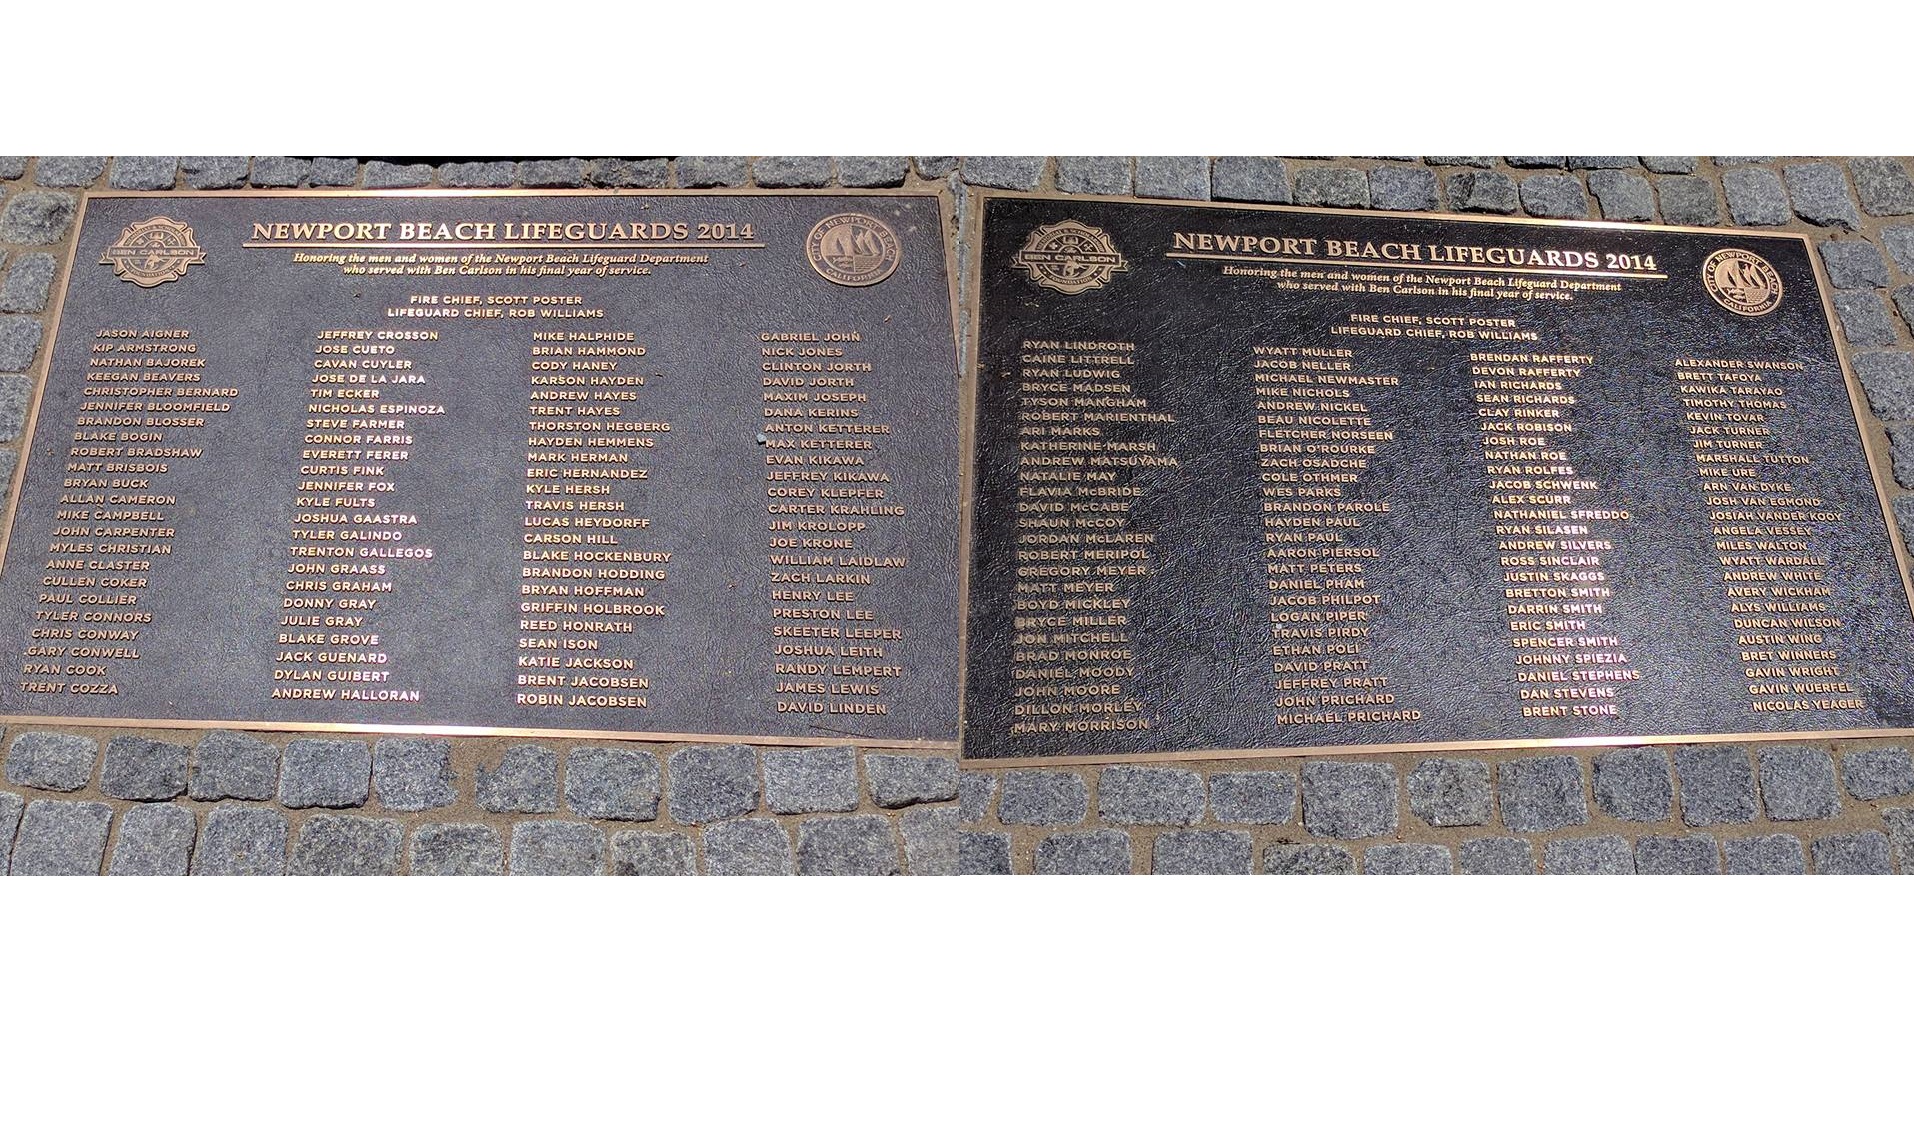 NEWPORT BEACH LIFEGUARDS 2014
Honoring the men and women of the Newport Beach Lifeguard Department
who served with Ben Carlson in his final year of service.
BEN CARLSON
FOUNDATION
CITY OF NEWPORT BEACH
CALIFORNIA
FIRE CHIEF, SCOTT POSTER
LIFEGUARD CHIEF, ROB WILLIAMS
JASON AIGNER
KIP ARMSTRONG
NATHAN BAJOREK
KEEGAN BEAVERS
CHRISTOPHER BERNARD
JENNIFER BLOOMFIELD
BRANDON BLOSSER
BLAKE BOGIN
ROBERT BRADSHAW
MATT BRISBOIS
BRYAN BUCK
ALLAN CAMERON
MIKE CAMPBELL
JOHN CARPENTER
MYLES CHRISTIAN
ANNE CLASTER
CULLEN COKER
PAUL COLLIER
TYLER CONNORS
CHRIS CONWAY
GARY CONWELL
RYAN COOK
TRENT COZZA
JEFFREY CROSSON
JOSE CUETO
CAVAN CUYLER
JOSE DE LA JARA
TIM ECKER
NICHOLAS ESPINOZA
STEVE FARMER
CONNOR FARRIS
EVERETT FERER
CURTIS FINK
JENNIFER FOX
KYLE FULTS
JOSHUA GAASTRA
TYLER GALINDO
TRENTON GALLEGOS
JOHN GRAASS
CHRIS GRAHAM
DONNY GRAY
JULIE GRAY
BLAKE GROVE
JACK GUENARD
DYLAN GUIBERT
ANDREW HALLORAN
MIKE HALPHIDE
BRIAN HAMMOND
CODY HANEY
KARSON HAYDEN
ANDREW HAYES
TRENT HAYES
THORSTON HEGBERG
HAYDEN HEMMENS
MARK HERMAN
ERIC HERNANDEZ
KYLE HERSH
TRAVIS HERSH
LUCAS HEYDORFF
CARSON HILL
BLAKE HOCKENBURY
BRANDON HODDING
BRYAN HOFFMAN
GRIFFIN HOLBROOK
REED HONRATH
SEAN ISON
KATIE JACKSON
BRENT JACOBSEN
ROBIN JACOBSEN
GABRIEL JOHN
NICK JONES
CLINTON JORTH
DAVID JORTH
MAXIM JOSEPH
DANA KERINS
ANTON KETTERER
MAX KETTERER
EVAN KIKAWA
JEFFREY KIKAWA
COREY KLEPFER
CARTER KRAHLING
JIM KROLOPP
JOE KRONE
WILLIAM LAIDLAW
ZACH LARKIN
HENRY LEE
PRESTON LEE
SKEETER LEEPER
JOSHUA LEITH
RANDY LEMPERT
JAMES LEWIS
DAVID LINDEN
NEWPORT BEACH LIFEGUARDS 2014
Honoring the men and women of the Newport Beach Lifeguard Department
who served with Ben Carlson in his final year of service.
BEN CARLSON
FOUNDATION
CITY OF NEWPORT BEACH
CALIFORNIA
FIRE CHIEF, SCOTT POSTER
LIFEGUARD CHIEF, ROB WILLIAMS
RYAN LINDROTH
CAINE LITTRELL
RYAN LUDWIG
BRYCE MADSEN
TYSON MANGHAM
ROBERT MARIENTHAL
ARI MARKS
KATHERINE MARSH
ANDREW MATSUYAMA
NATALIE MAY
FLAVIA McBRIDE
DAVID McCABE
SHAUN McCOY
JORDAN McLAREN
ROBERT MERIPOL
GREGORY MEYER
MATT MEYER
BOYD MICKLEY
BRYCE MILLER
JON MITCHELL
BRAD MONROE
DANIEL MOODY
JOHN MOORE
DILLON MORLEY
MARY MORRISON
WYATT MULLER
JACOB NELLER
MICHAEL NEWMASTER
MIKE NICHOLS
ANDREW NICKEL
BEAU NICOLETTE
FLETCHER NORSEEN
BRIAN O'ROURKE
ZACH OSADCHE
COLE OTHMER
WES PARKS
BRANDON PAROLE
HAYDEN PAUL
RYAN PAUL
AARON PIERSOL
MATT PETERS
DANIEL PHAM
JACOB PHILPOT
LOGAN PIPER
TRAVIS PIRDY
ETHAN POLI
DAVID PRATT
JEFFREY PRATT
JOHN PRICHARD
MICHAEL PRICHARD
BRENDAN RAFFERTY
DEVON RAFFERTY
IAN RICHARDS
SEAN RICHARDS
CLAY RINKER
JACK ROBISON
JOSH ROE
NATHAN ROE
RYAN ROLFES
JACOB SCHWENK
ALEX SCURR
NATHANIEL SFREDDO
RYAN SILASEN
ANDREW SILVERS
ROSS SINCLAIR
JUSTIN SKAGGS
BRETTON SMITH
DARRIN SMITH
ERIC SMITH
SPENCER SMITH
JOHNNY SPIEZIA
DANIEL STEPHENS
DAN STEVENS
BRENT STONE
ALEXANDER SWANSON
BRETT TAFOYA
KAWIKA TARAYAO
TIMOTHY THOMAS
KEVIN TOVAR
JACK TURNER
JIM TURNER
MARSHALL TUTTON
MIKE URE
ARN VAN DYKE
JOSH VAN EGMOND
JOSIAH VANDER KOOY
ANGELA VESSEY
MILES WALTON
WYATT WARDALL
ANDREW WHITE
AVERY WICKHAM
ALYS WILLIAMS
DUNCAN WILSON
AUSTIN WING
BRET WINNERS
GAVIN WRIGHT
GAVIN WUERFEL
NICOLAS YEAGER